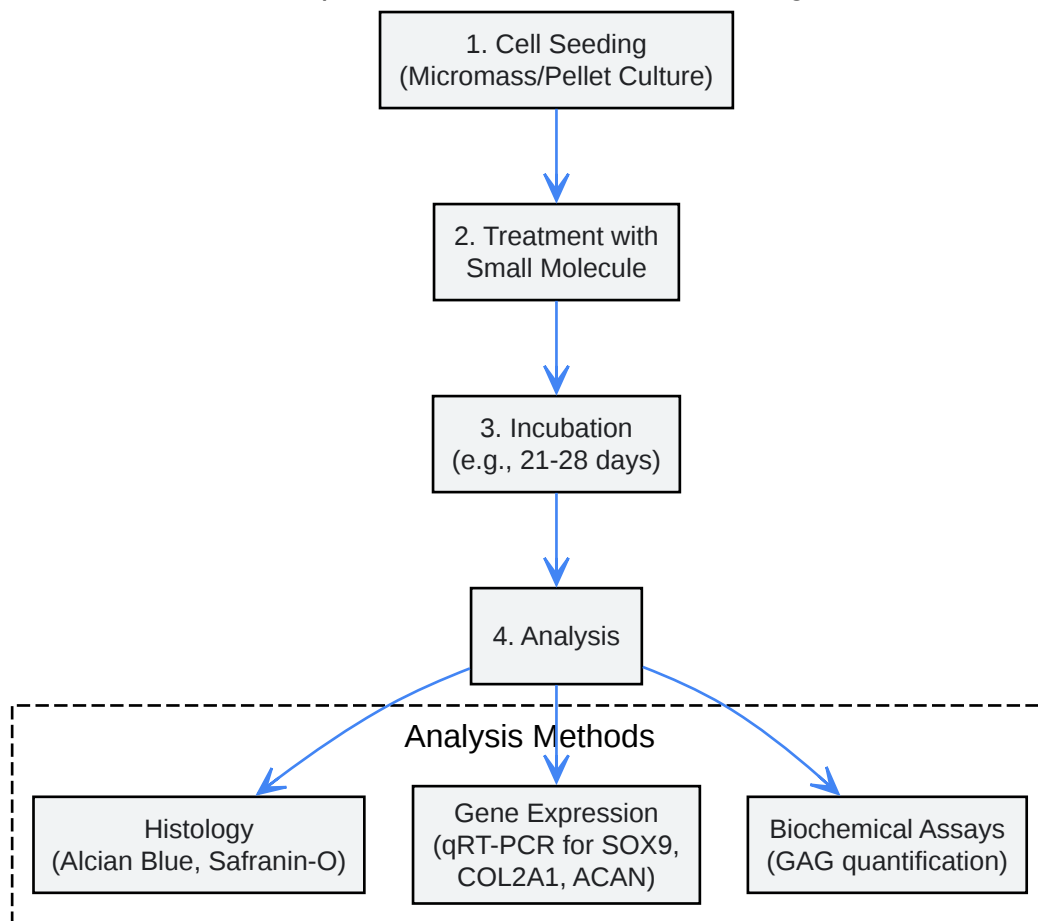 1. Cell Seeding
(Micromass/Pellet Culture)
2. Treatment with
Small Molecule
3. Incubation
(e.g., 21-28 days)
4. Analysis
Analysis Methods
Histology
(Alcian Blue, Safranin-O)
Gene Expression
(qRT-PCR for SOX9,
COL2A1, ACAN)
Biochemical Assays
(GAG quantification)